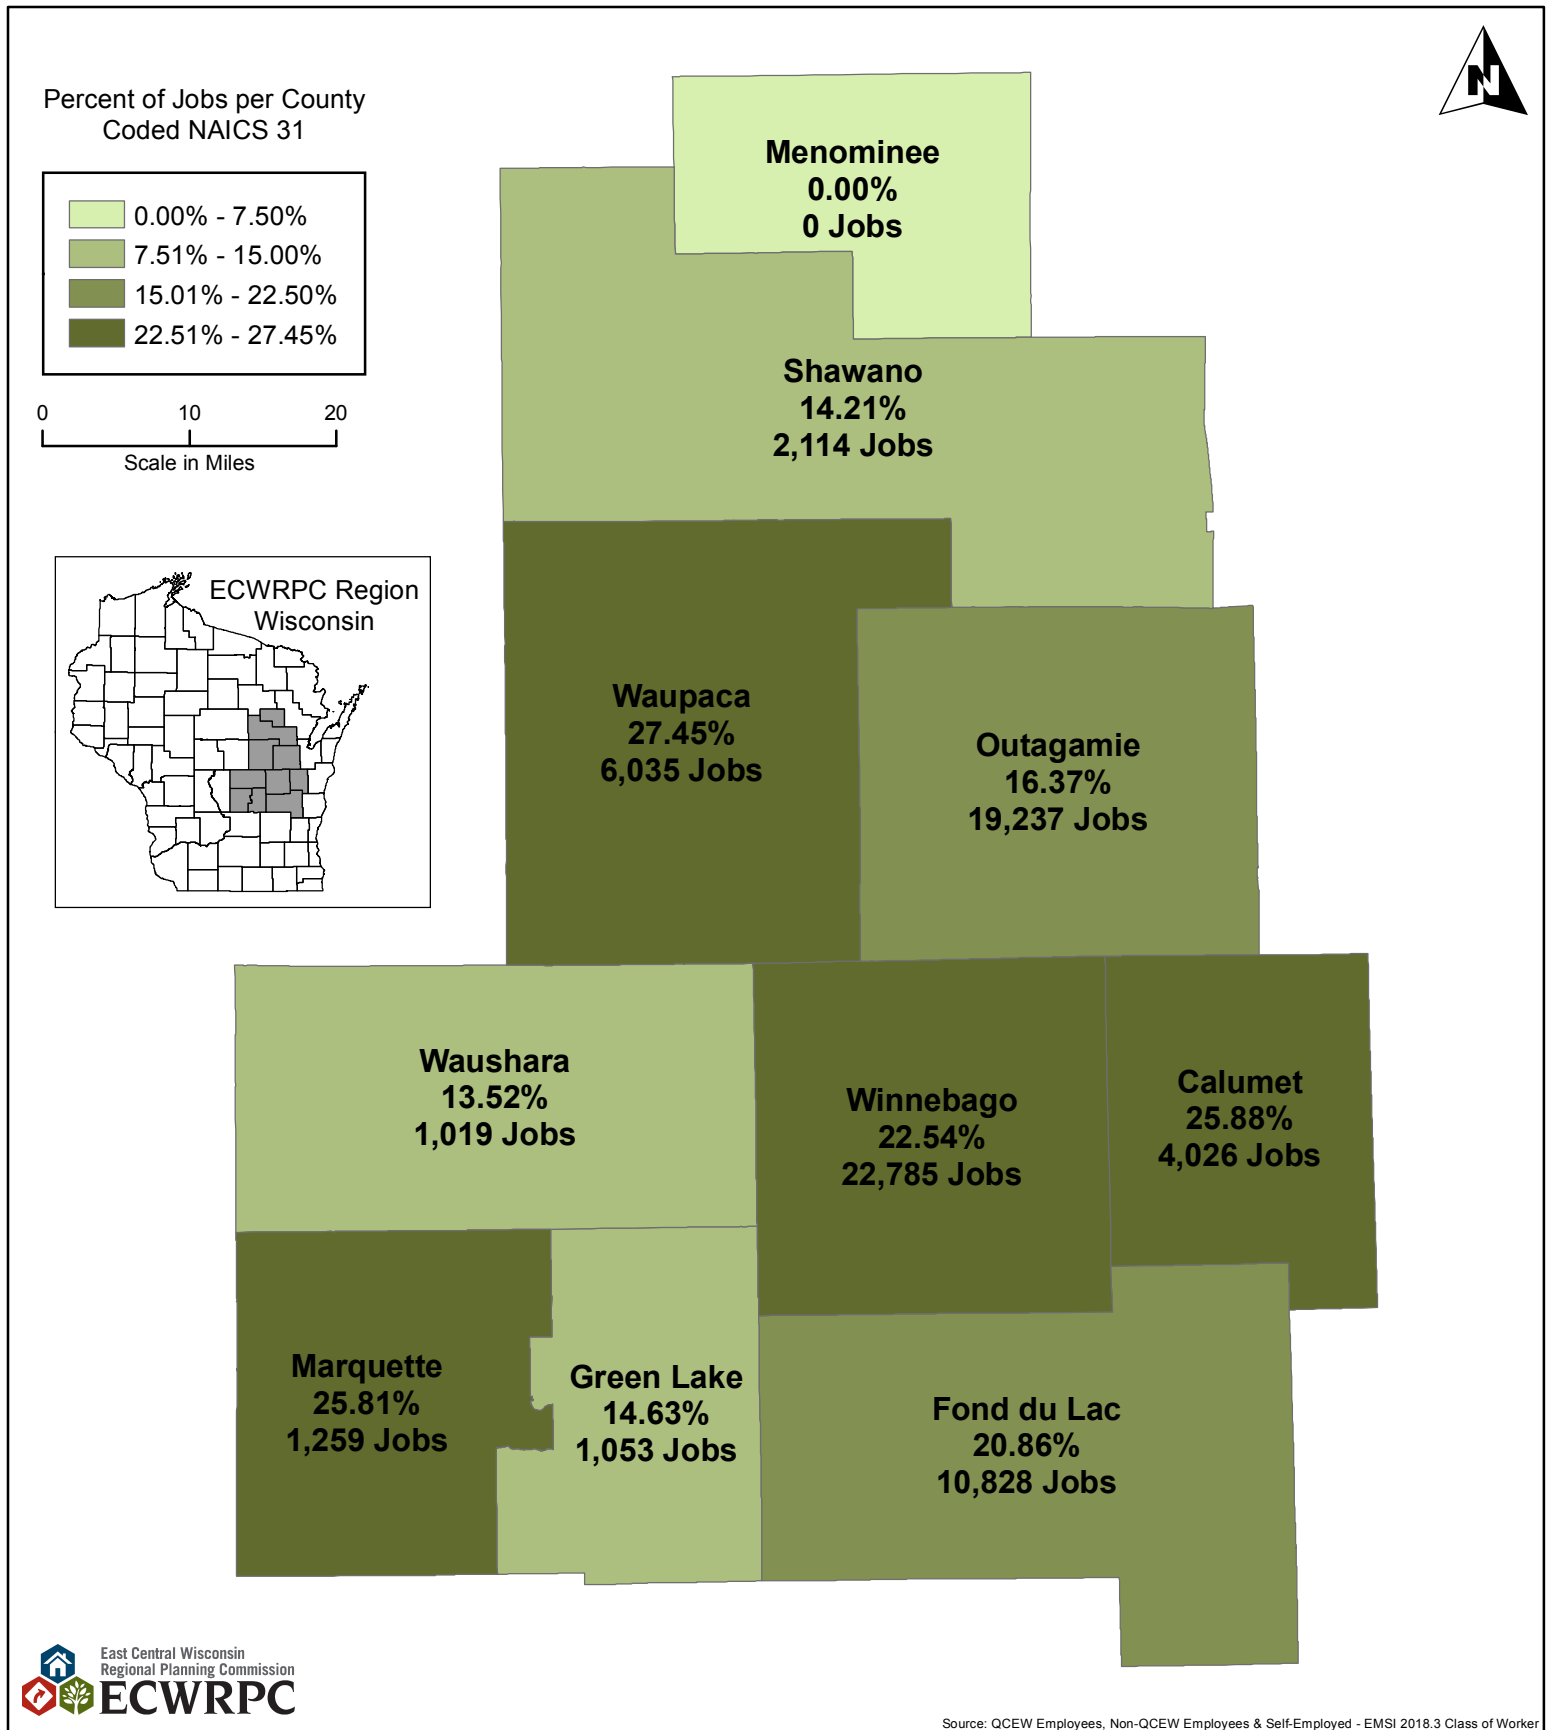 Percent of Jobs per County
Coded NAICS 31
0.00% - 7.50%
7.51% - 15.00%
15.01% - 22.50%
22.51% - 27.45%
0 10 20
Scale in Miles
N
ECWRPC Region
Wisconsin
Menominee
0.00%
0 Jobs
Shawano
14.21%
2,114 Jobs
Waupaca
27.45%
6,035 Jobs
Outagamie
16.37%
19,237 Jobs
Waushara
13.52%
1,019 Jobs
Winnebago
22.54%
22,785 Jobs
Calumet
25.88%
4,026 Jobs
Marquette
25.81%
1,259 Jobs
Green Lake
14.63%
1,053 Jobs
Fond du Lac
20.86%
10,828 Jobs
East Central Wisconsin
Regional Planning Commission
ECWRPC
Source: QCEW Employees, Non-QCEW Employees & Self-Employed - EMSI 2018.3 Class of Worker